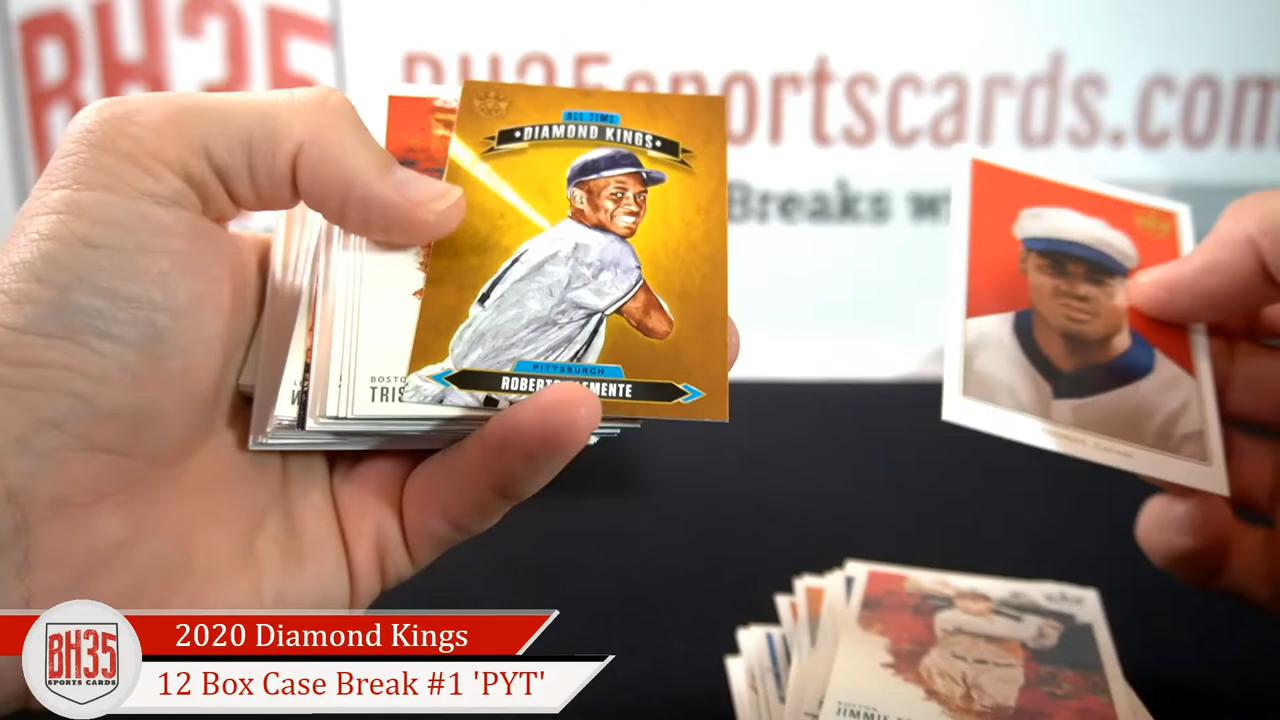 BH35
BH35sportscards.com
Breaks
ALL TIME
•DIAMOND KINGS•
PITTSBURGH
ROBERTO CLEMENTE
BOSTON
TRIS
BOSTON
JIMMIE
BH35
SPORTS CARDS
2020 Diamond Kings
12 Box Case Break #1 'PYT'